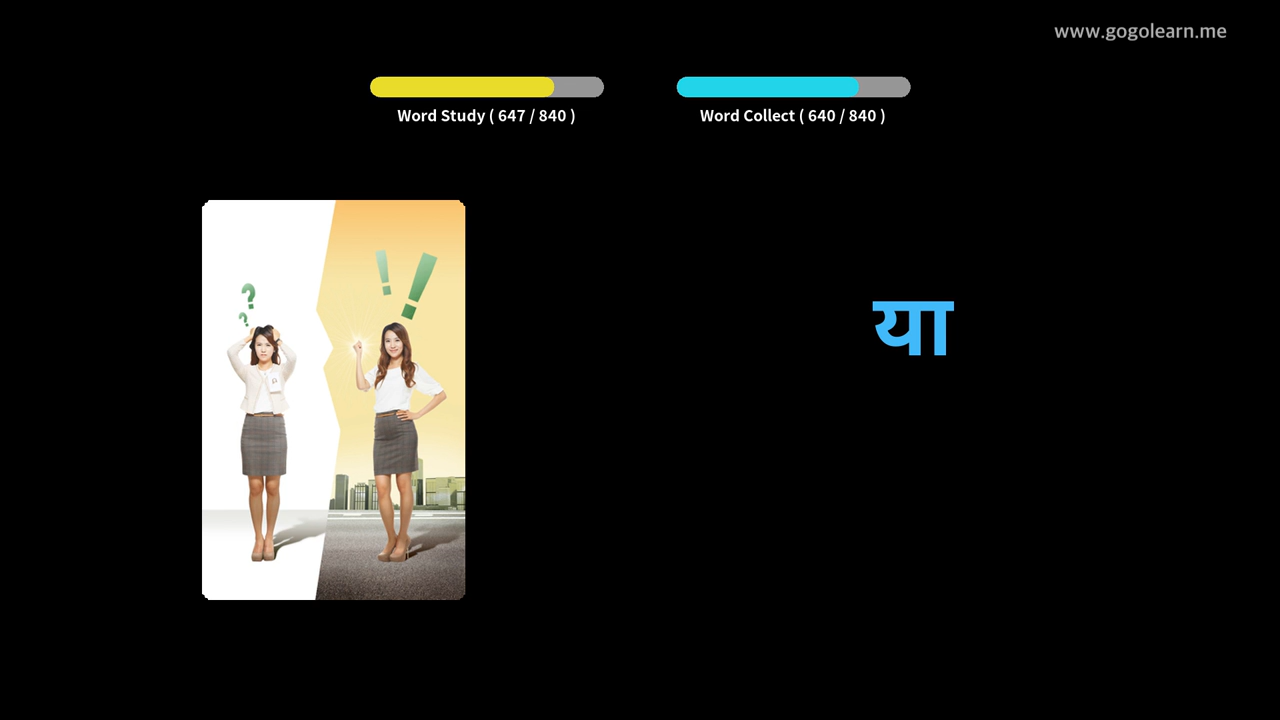 www.gogolearn.me
Word Study ( 647 / 840 )
Word Collect ( 640 / 840 )
? ! !
?
या